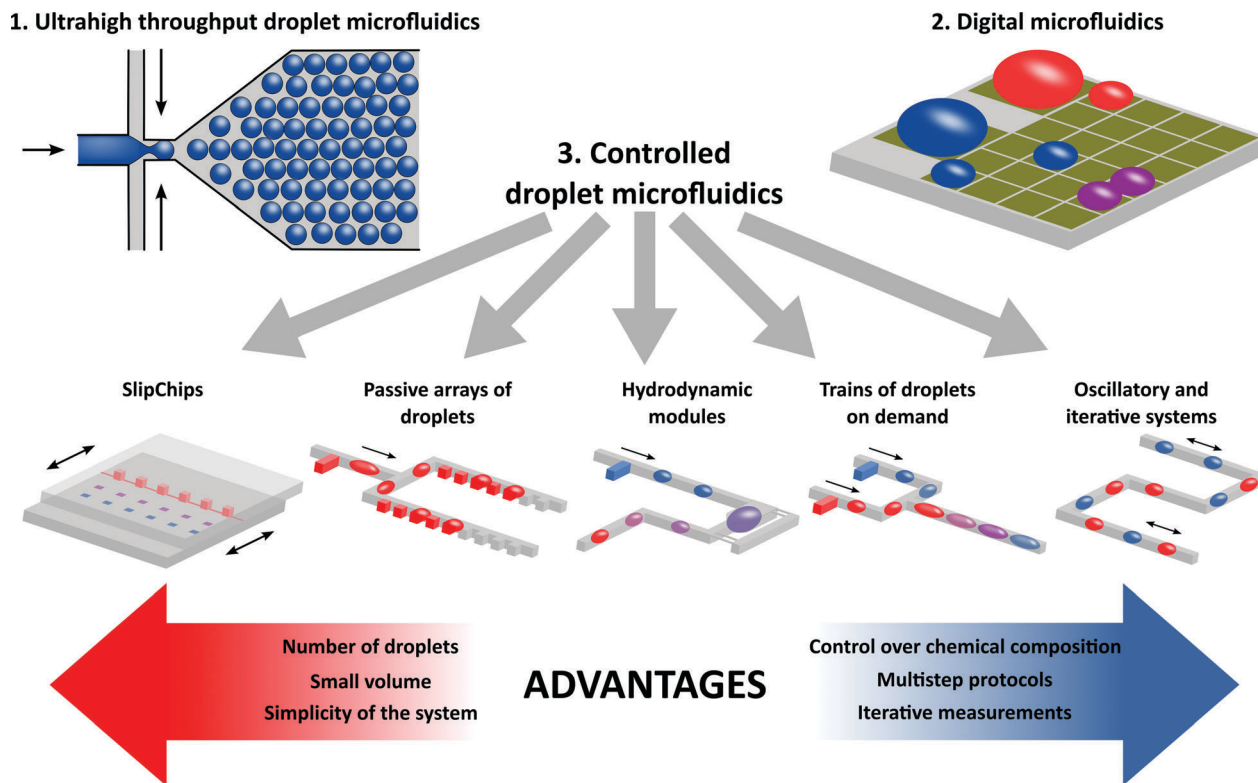 1. Ultrahigh throughput droplet microfluidics
2. Digital microfluidics
3. Controlled
droplet microfluidics
SlipChips
Passive arrays of
droplets
Hydrodynamic
modules
Trains of droplets
on demand
Oscillatory and
iterative systems
Number of droplets
Small volume
Simplicity of the system
ADVANTAGES
Control over chemical composition
Multistep protocols
Iterative measurements